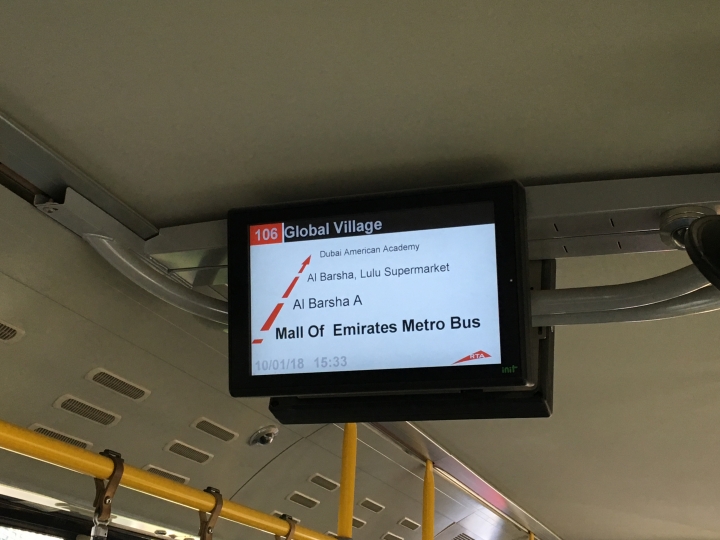 106 Global Village
Dubai American Academy
Al Barsha, Lulu Supermarket
Al Barsha A
Mall Of Emirates Metro Bus
10/01/18 15:33
RTA